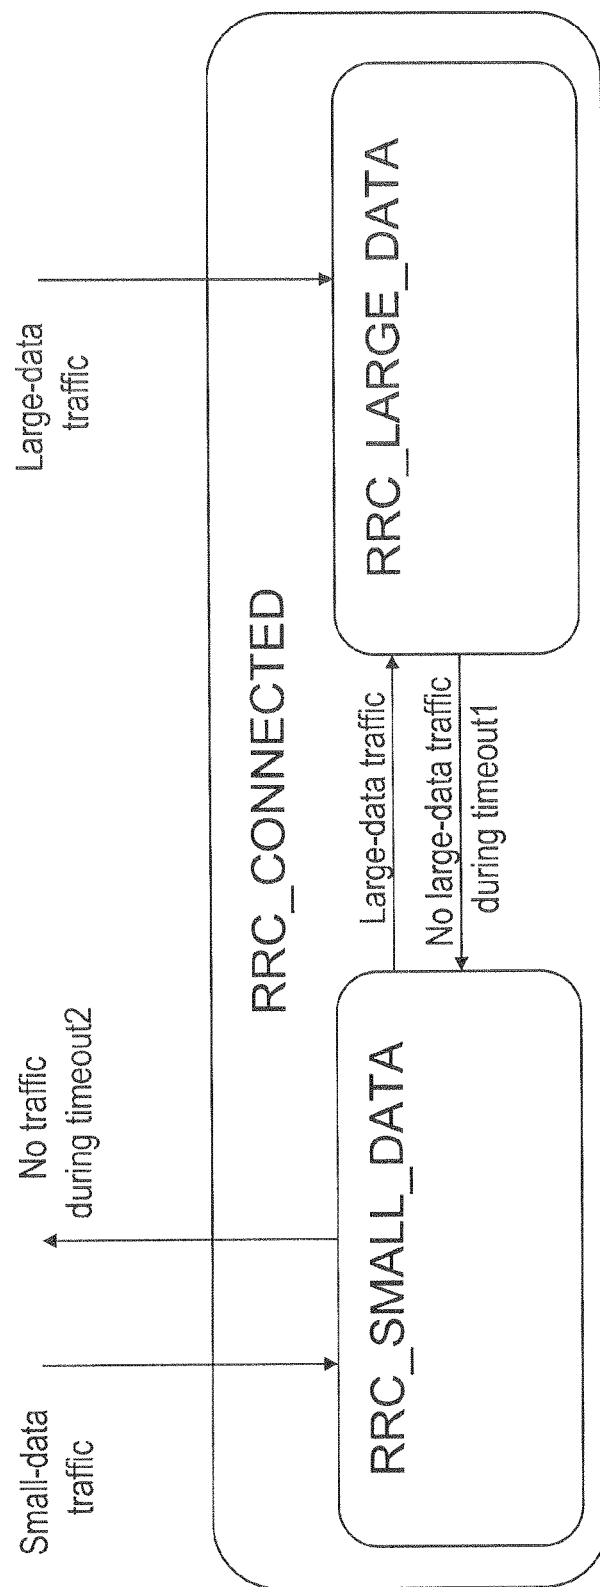 Small-data
traffic
No traffic
during timeout2
Large-data
traffic
RRC_CONNECTED
RRC_SMALL_DATA
Large-data traffic
No large-data traffic
during timeout1
RRC_LARGE_DATA